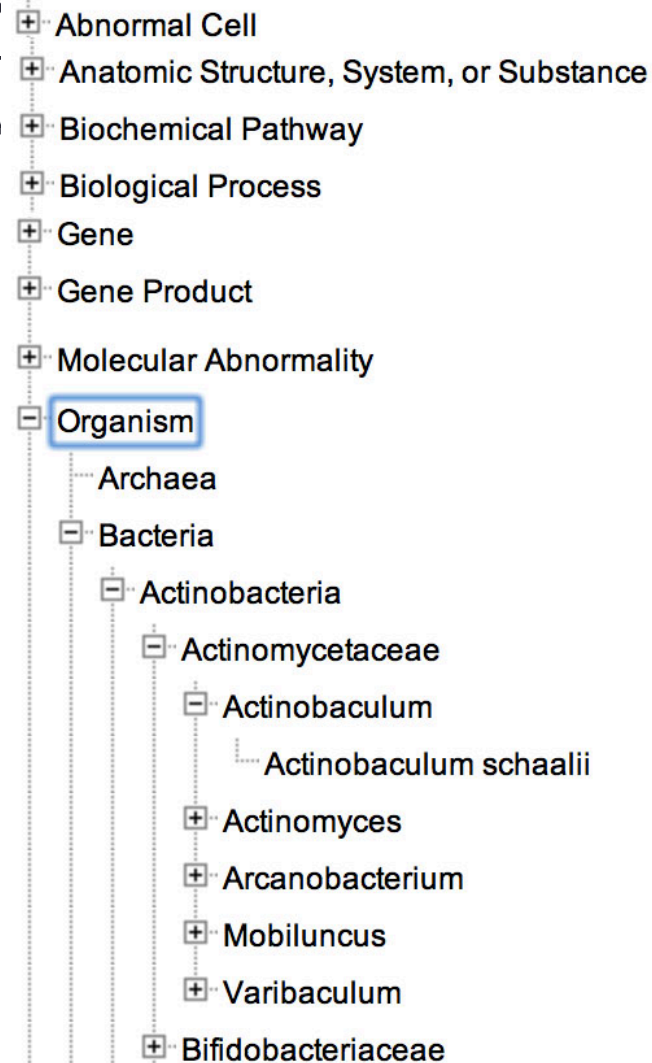 Abnormal Cell
Anatomic Structure, System, or Substance
Biochemical Pathway
Biological Process
Gene
Gene Product
Molecular Abnormality
Organism
Archaea
Bacteria
Actinobacteria
Actinomycetaceae
Actinobaculum
Actinobaculum schaalii
Actinomyces
Arcanobacterium
Mobiluncus
Varibaculum
Bifidobacteriaceae